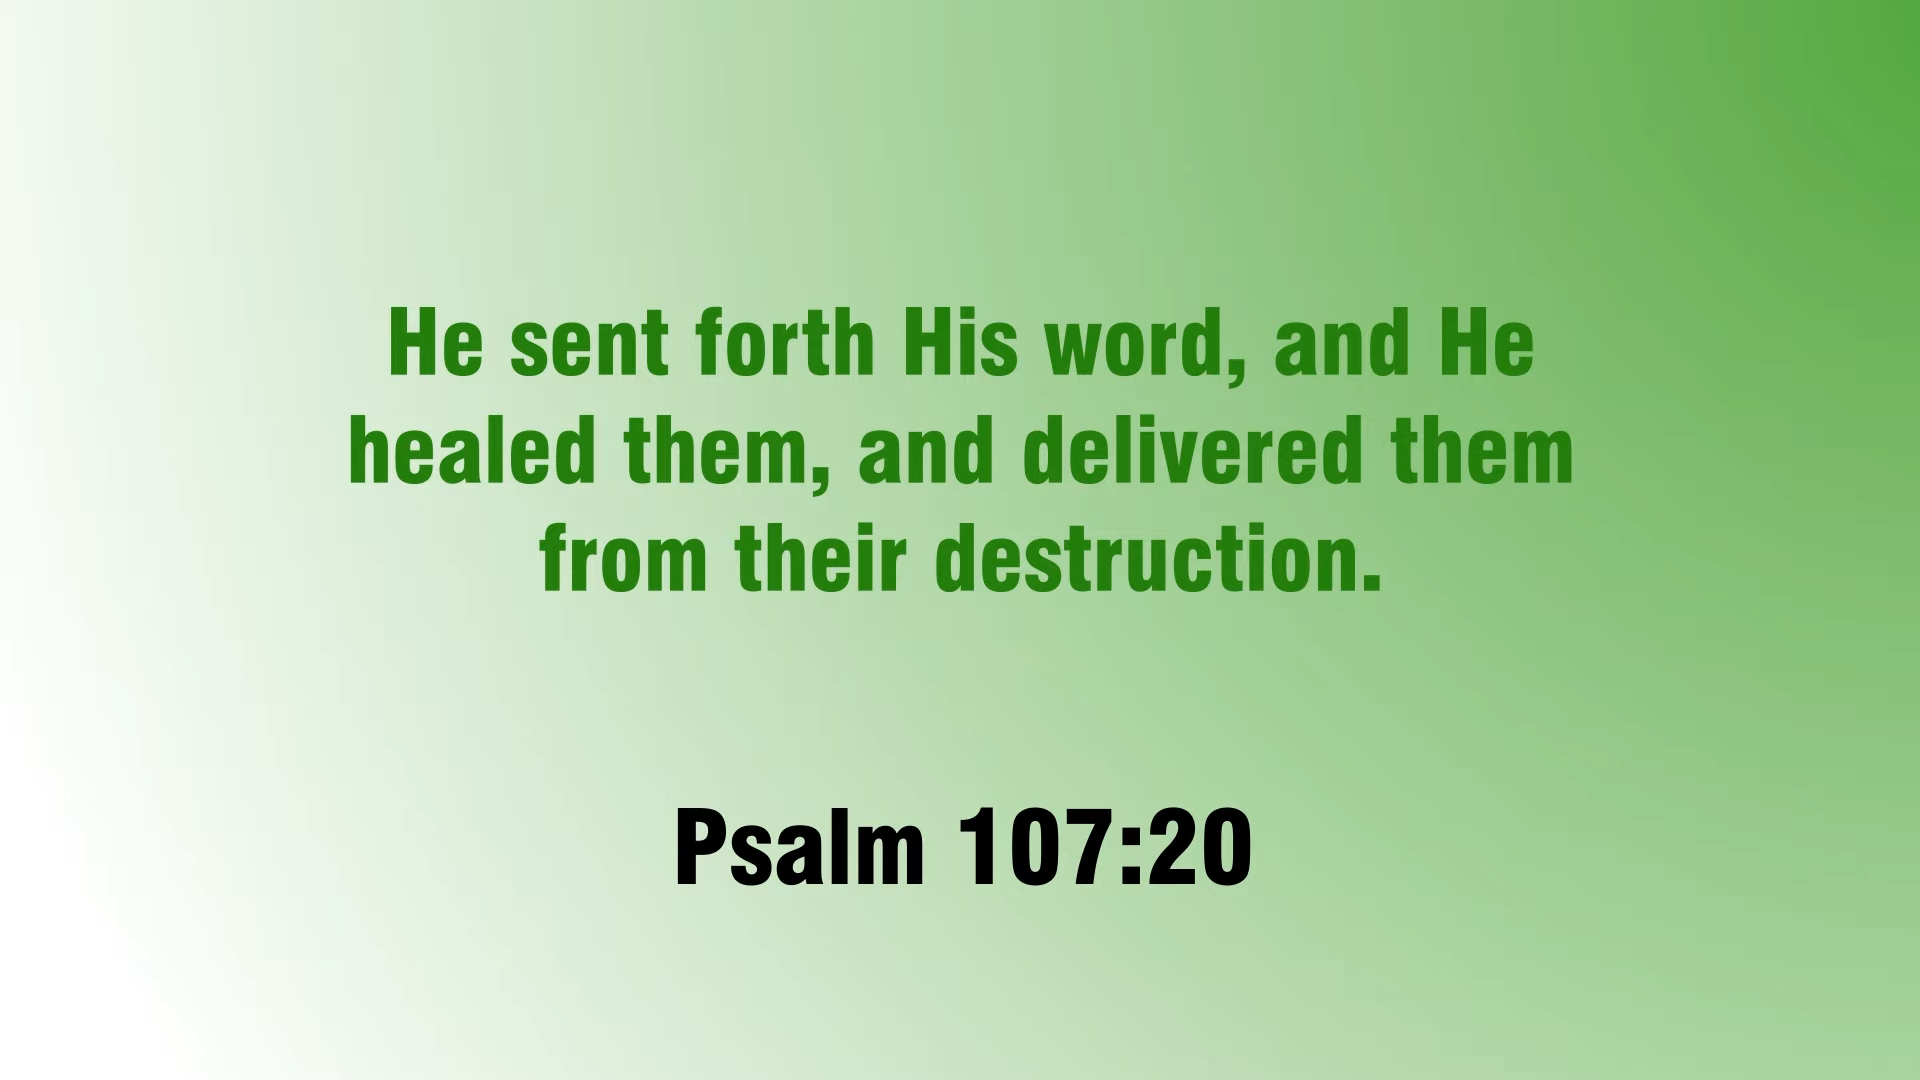 He sent forth His word, and He
healed them, and delivered them
from their destruction.
Psalm 107:20